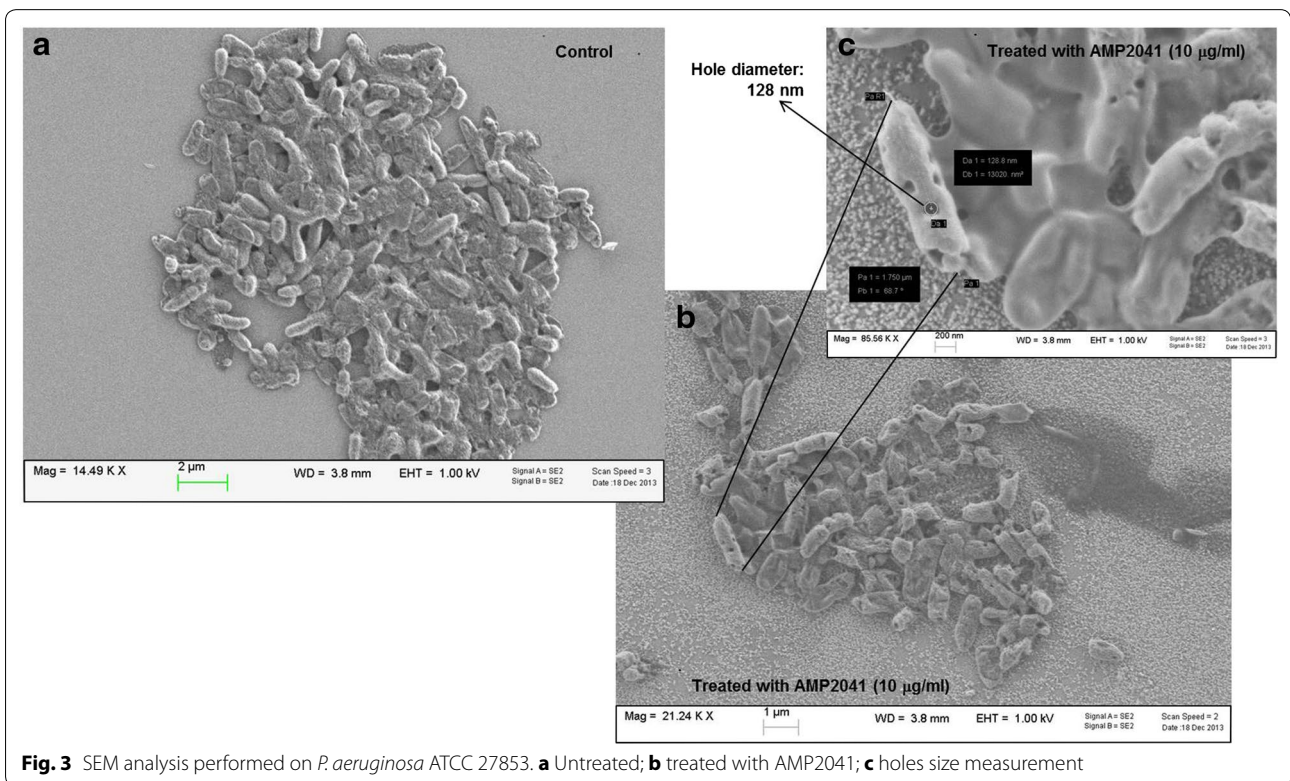 a
Control
Mag = 14.49 K X
2 µm
WD = 3.8 mm
EHT = 1.00 kV
Signal A = SE2
Signal B = SE2
Scan Speed = 3
Date :18 Dec 2013
Hole diameter:
128 nm
c
Treated with AMP2041 (10 µg/ml)
Pa R1
Da 1 = 128.8 nm
Db 1 = 13020. nm²
Da 1
Pa 1 = 1.750 µm
Pb 1 = 68.7 °
Pa 1
Mag = 85.56 K X
200 nm
WD = 3.8 mm
EHT = 1.00 kV
Signal A = SE2
Signal B = SE2
Scan Speed = 3
Date :18 Dec 2013
b
Treated with AMP2041 (10 µg/ml)
Mag = 21.24 K X
1 µm
WD = 3.8 mm
EHT = 1.00 kV
Signal A = SE2
Signal B = SE2
Scan Speed = 2
Date :18 Dec 2013
Fig. 3 SEM analysis performed on P. aeruginosa ATCC 27853. a Untreated; b treated with AMP2041; c holes size measurement